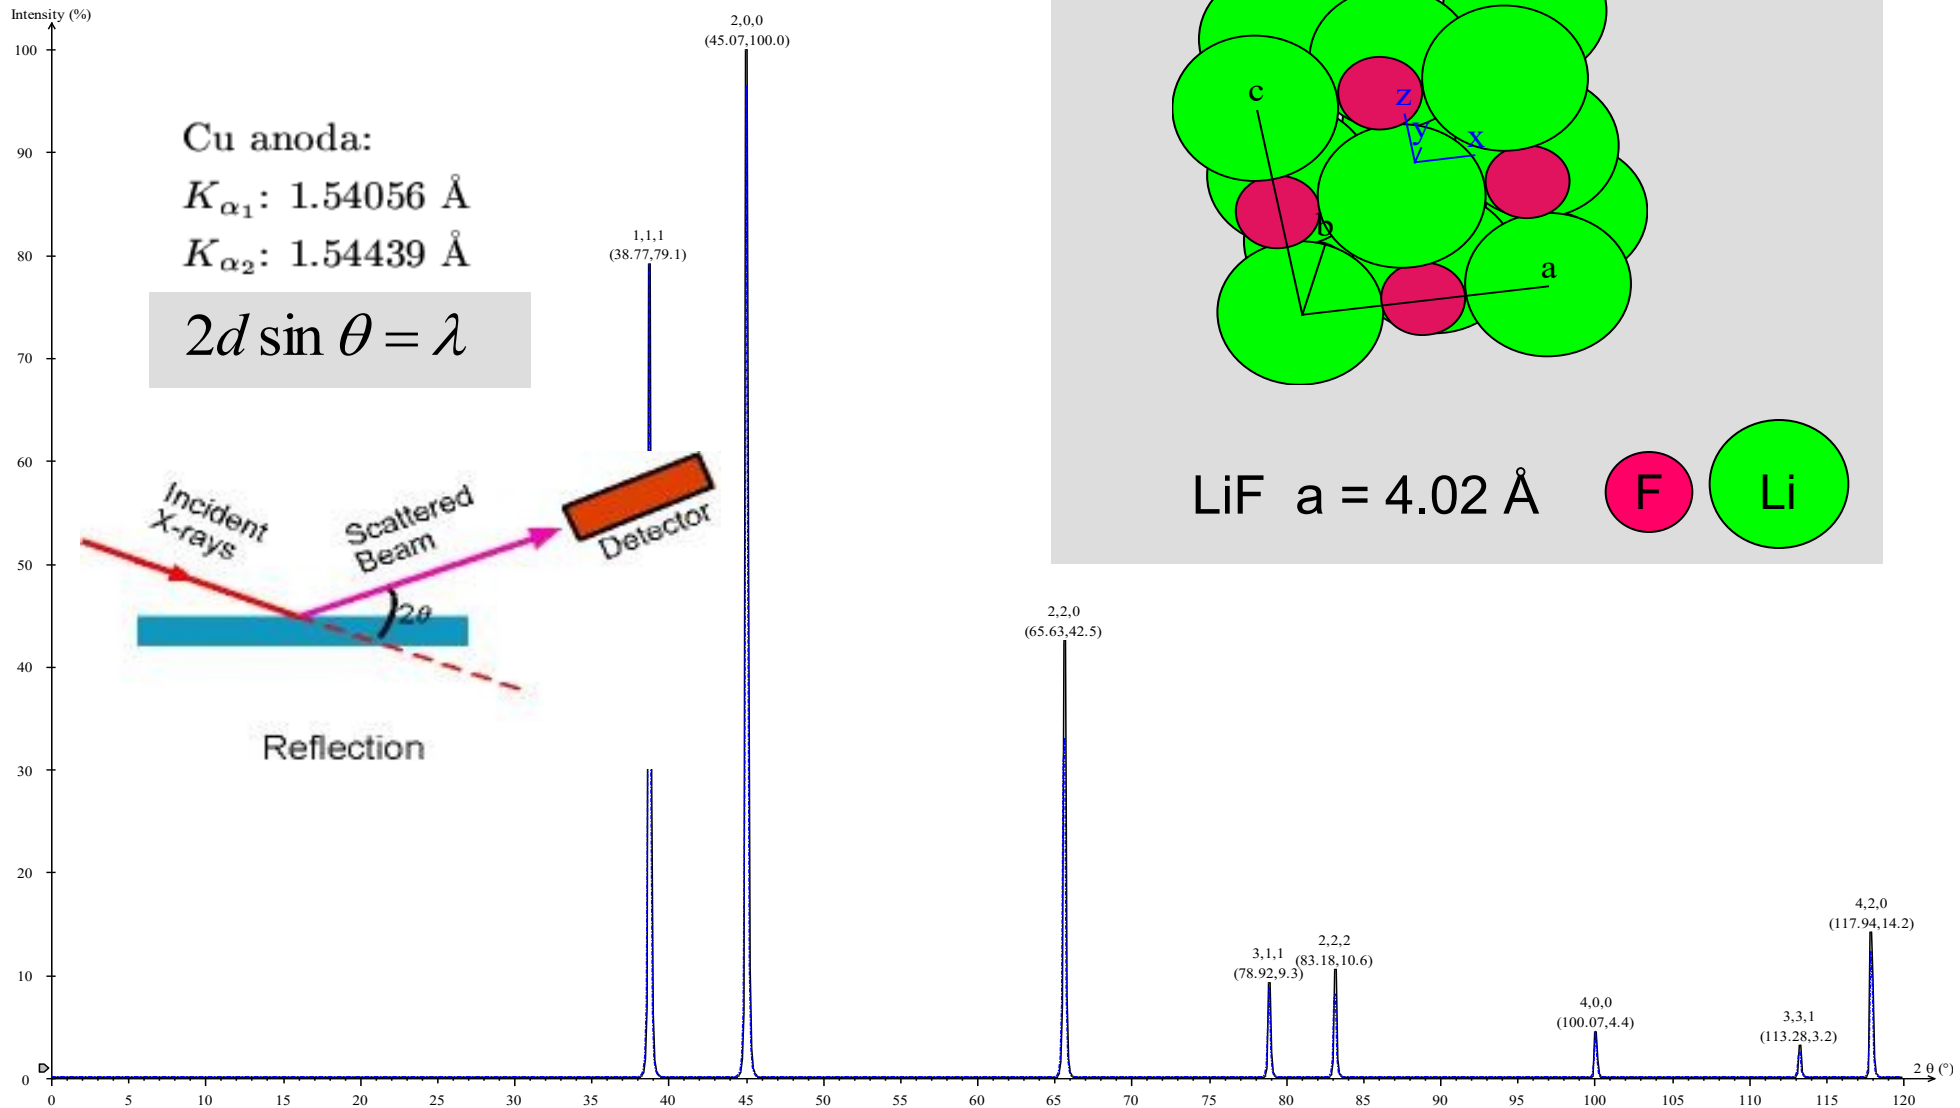 Intensity (%)
100
90
80
70
60
50
40
30
20
10
0
0 5 10 15 20 25 30 35 40 45 50 55 60 65 70 75 80 85 90 95 100 105 110 115 120
2 θ (°)
Cu anoda:
Kα1: 1.54056 Å
Kα2: 1.54439 Å
2d sin θ = λ
1,1,1
(38.77,79.1)
2,0,0
(45.07,100.0)
2,2,0
(65.63,42.5)
3,1,1
(78.92,9.3)
2,2,2
(83.18,10.6)
4,0,0
(100.07,4.4)
3,3,1
(113.28,3.2)
4,2,0
(117.94,14.2)
Incident
X-rays
Scattered
Beam
Detector
2θ
Reflection
c
z
y
x
b
a
LiF a = 4.02 Å
F
Li